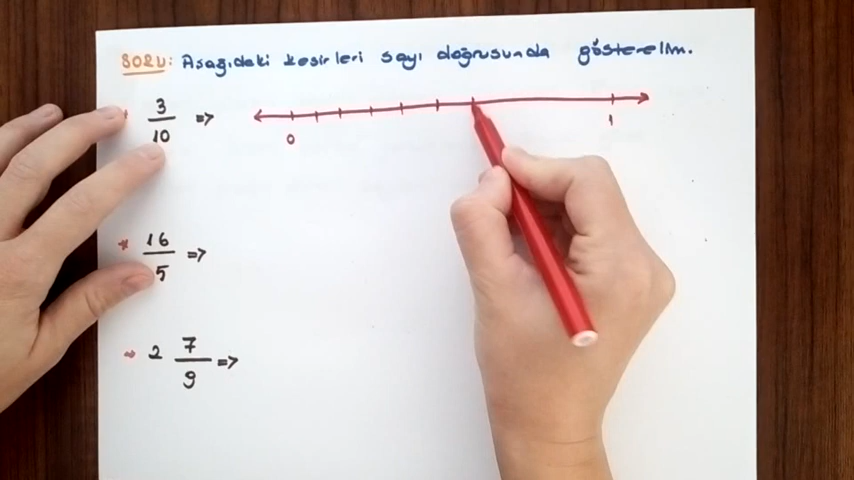 SORU: Aşağıdaki kesirleri sayı doğrusunda gösterelim.
* 3/10 =>
0 1
* 16/5 =>
* 2 7/9 =>